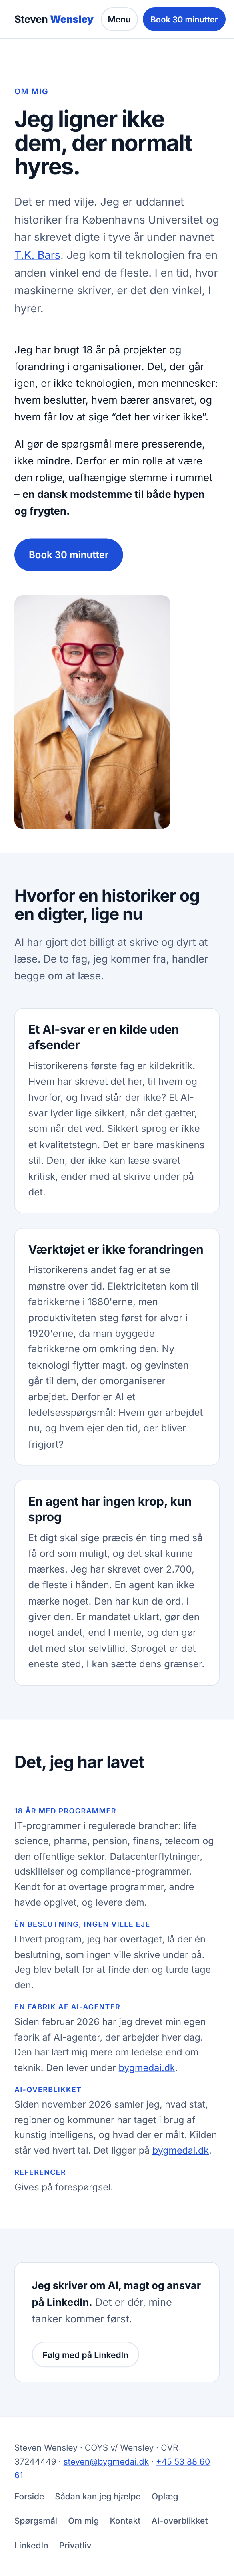 Steven Wensley
Menu
Book 30 minutter
OM MIG
Jeg ligner ikke
dem, der normalt
hyres.
Det er med vilje. Jeg er uddannet
historiker fra Københavns Universitet og
har skrevet digte i tyve år under navnet
T.K. Bars. Jeg kom til teknologien fra en
anden vinkel end de fleste. I en tid, hvor
maskinerne skriver, er det den vinkel, I
hyrer.
Jeg har brugt 18 år på projekter og
forandring i organisationer. Det, der går
igen, er ikke teknologien, men mennesker:
hvem beslutter, hvem bærer ansvaret, og
hvem får lov at sige “det her virker ikke”.
AI gør de spørgsmål mere presserende,
ikke mindre. Derfor er min rolle at være
den rolige, uafhængige stemme i rummet
– en dansk modstemme til både hypen
og frygten.
Book 30 minutter
Hvorfor en historiker og
en digter, lige nu
AI har gjort det billigt at skrive og dyrt at
læse. De to fag, jeg kommer fra, handler
begge om at læse.
Et AI-svar er en kilde uden
afsender
Historikerens første fag er kildekritik.
Hvem har skrevet det her, til hvem og
hvorfor, og hvad står der ikke? Et AI-
svar lyder lige sikkert, når det gætter,
som når det ved. Sikkert sprog er ikke
et kvalitetstegn. Det er bare maskinens
stil. Den, der ikke kan læse svaret
kritisk, ender med at skrive under på
det.
Værktøjet er ikke forandringen
Historikerens andet fag er at se
mønstre over tid. Elektriciteten kom til
fabrikkerne i 1880'erne, men
produktiviteten steg først for alvor i
1920'erne, da man byggede
fabrikkerne om omkring den. Ny
teknologi flytter magt, og gevinsten
går til dem, der omorganiserer
arbejdet. Derfor er AI et
ledelsesspørgsmål: Hvem gør arbejdet
nu, og hvem ejer den tid, der bliver
frigjort?
En agent har ingen krop, kun
sprog
Et digt skal sige præcis én ting med så
få ord som muligt, og det skal kunne
mærkes. Jeg har skrevet over 2.700,
de fleste i hånden. En agent kan ikke
mærke noget. Den har kun de ord, I
giver den. Er mandatet uklart, gør den
noget andet, end I mente, og den gør
det med stor selvtillid. Sproget er det
eneste sted, I kan sætte dens grænser.
Det, jeg har lavet
18 ÅR MED PROGRAMMER
IT-programmer i regulerede brancher: life
science, pharma, pension, finans, telecom og
den offentlige sektor. Datacenterflytninger,
udskillelser og compliance-programmer.
Kendt for at overtage programmer, andre
havde opgivet, og levere dem.
ÉN BESLUTNING, INGEN VILLE EJE
I hvert program, jeg har overtaget, lå der én
beslutning, som ingen ville skrive under på.
Jeg blev betalt for at finde den og turde tage
den.
EN FABRIK AF AI-AGENTER
Siden februar 2026 har jeg drevet min egen
fabrik af AI-agenter, der arbejder hver dag.
Den har lært mig mere om ledelse end om
teknik. Den lever under bygmedai.dk.
AI-OVERBLIKKET
Siden november 2026 samler jeg, hvad stat,
regioner og kommuner har taget i brug af
kunstig intelligens, og hvad der er målt. Kilden
står ved hvert tal. Det ligger på bygmedai.dk.
REFERENCER
Gives på forespørgsel.
Jeg skriver om AI, magt og ansvar
på LinkedIn. Det er dér, mine
tanker kommer først.
Følg med på LinkedIn
Steven Wensley · COYS v/ Wensley · CVR
37244449 · steven@bygmedai.dk · +45 53 88 60
61
Forside Sådan kan jeg hjælpe Oplæg
Spørgsmål Om mig Kontakt AI-overblikket
LinkedIn Privatliv